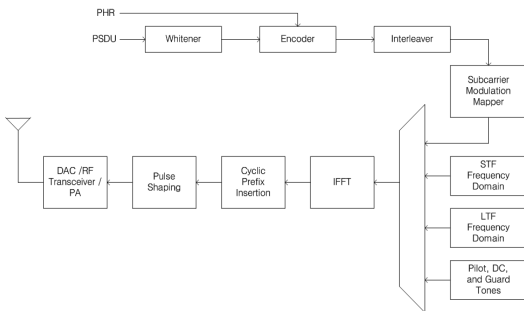 PHR
PSDU
Whitener
Encoder
Interleaver
Subcarrier
Modulation
Mapper
DAC /RF
Transceiver /
PA
Pulse
Shaping
Cyclic
Prefix
Insertion
IFFT
STF
Frequency
Domain
LTF
Frequency
Domain
Pilot, DC,
and Guard
Tones